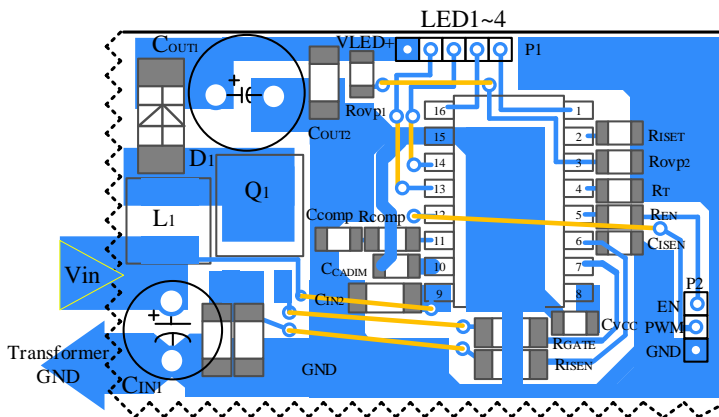 LED1~4
COUT1
VLED+
P1
ROVP1
COUT2
16
1
15
2
RISET
D1
14
3
ROVP2
Q1
13
4
RT
L1
Ccomp
Rcomp
12
5
REN
11
6
CISEN
Vin
CCADIM
10
7
P2
CIN2
9
8
EN
CVCC
PWM
Transformer
GND
RGATE
GND
CIN1
GND
RISEN